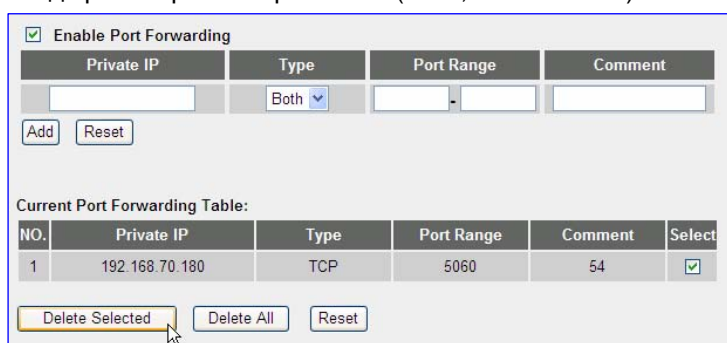 Enable Port Forwarding
Private IP Type Port Range Comment
Both -
Add Reset
Current Port Forwarding Table:
NO. Private IP Type Port Range Comment Select
1 192.168.70.180 TCP 5060 54
Delete Selected Delete All Reset